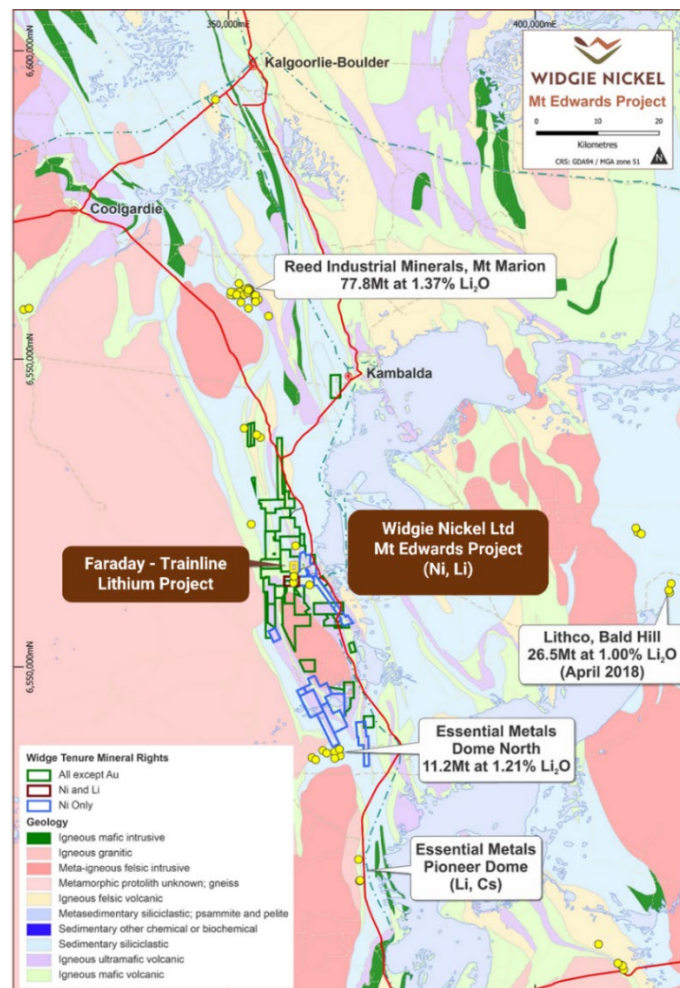 350,000mE
400,000mE
6,600,000mN
Kalgoorlie-Boulder
WIDGIE NICKEL
Mt Edwards Project
0 10 20
Kilometres
CRS: GDA94 / MGA zone 51
N
Coolgardie
Reed Industrial Minerals, Mt Marion
77.8Mt at 1.37% Li₂O
6,550,000mN
Kambalda
Widgie Nickel Ltd
Mt Edwards Project
(Ni, Li)
Faraday - Trainline
Lithium Project
Lithco, Bald Hill
26.5Mt at 1.00% Li₂O
(April 2018)
6,550,000mN
Essential Metals
Dome North
11.2Mt at 1.21% Li₂O
Essential Metals
Pioneer Dome
(Li, Cs)
Widge Tenure Mineral Rights
All except Au
Ni and Li
Ni Only
Geology
Igneous mafic intrusive
Igneous granitic
Meta-igneous felsic intrusive
Metamorphic protolith unknown; gneiss
Igneous felsic volcanic
Metasedimentary siliciclastic; psammite and pelite
Sedimentary other chemical or biochemical
Sedimentary siliciclastic
Igneous ultramafic volcanic
Igneous mafic volcanic